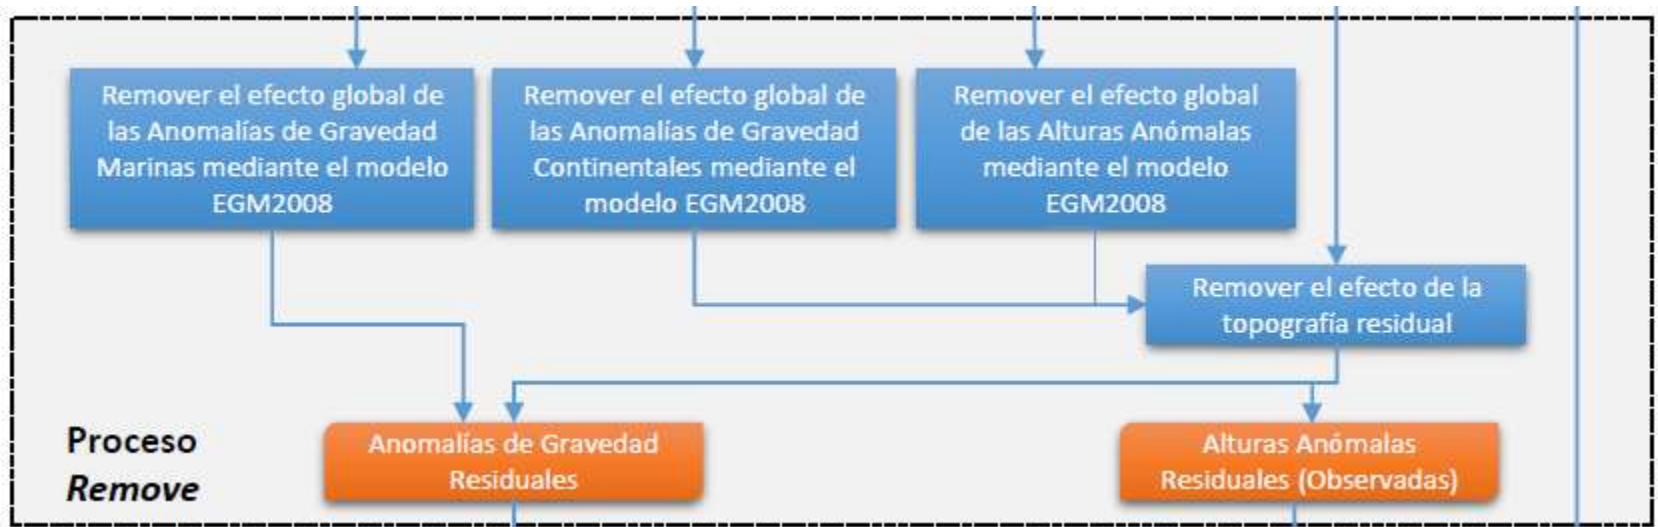 Remover el efecto global de
las Anomalías de Gravedad
Marinas mediante el modelo
EGM2008
Remover el efecto global de
las Anomalías de Gravedad
Continentales mediante el
modelo EGM2008
Remover el efecto global
de las Alturas Anómalas
mediante el modelo
EGM2008
Remover el efecto de la
topografía residual
Proceso
Remove
Anomalías de Gravedad
Residuales
Alturas Anómalas
Residuales (Observadas)